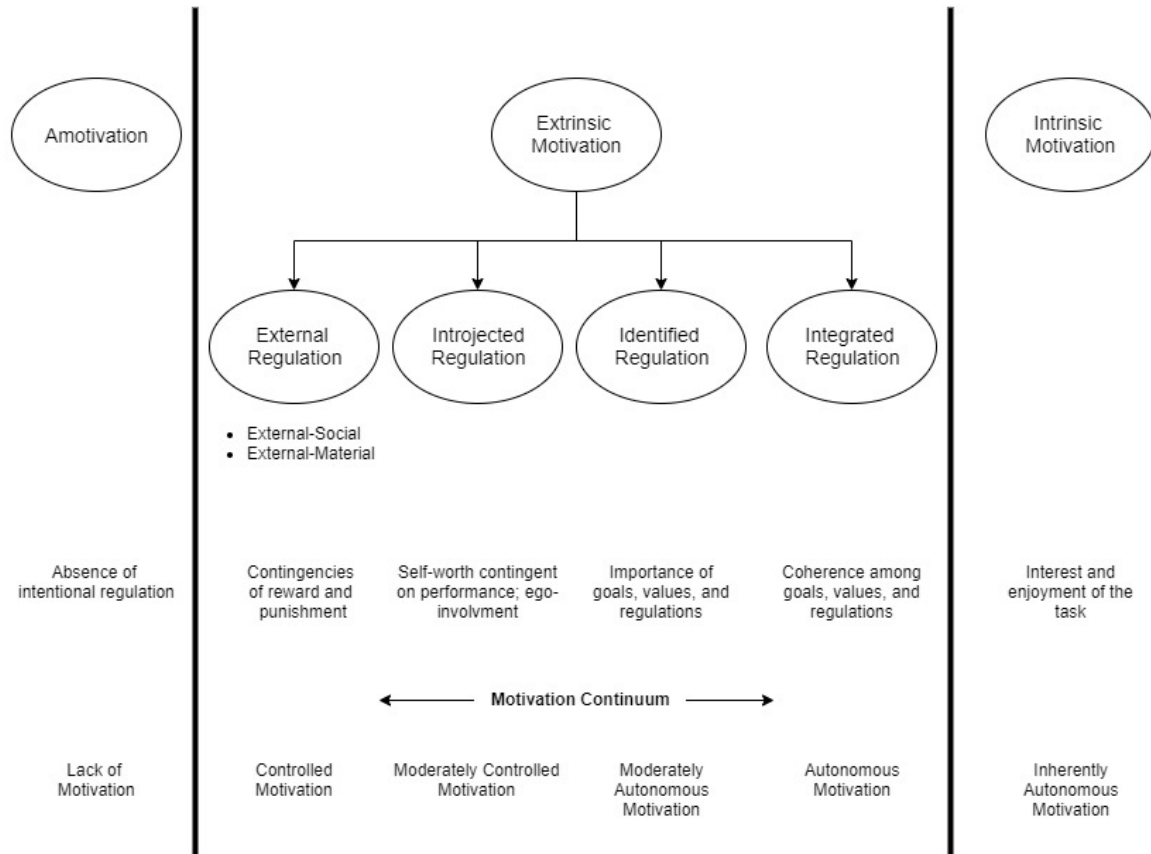 Amotivation
Extrinsic
Motivation
Intrinsic
Motivation
External
Regulation
Introjected
Regulation
Identified
Regulation
Integrated
Regulation
• External-Social
• External-Material
Absence of
intentional regulation
Contingencies
of reward and
punishment
Self-worth contingent
on performance; ego-
involvment
Importance of
goals, values, and
regulations
Coherence among
goals, values, and
regulations
Interest and
enjoyment of the
task
Motivation Continuum
Lack of
Motivation
Controlled
Motivation
Moderately Controlled
Motivation
Moderately
Autonomous
Motivation
Autonomous
Motivation
Inherently
Autonomous
Motivation